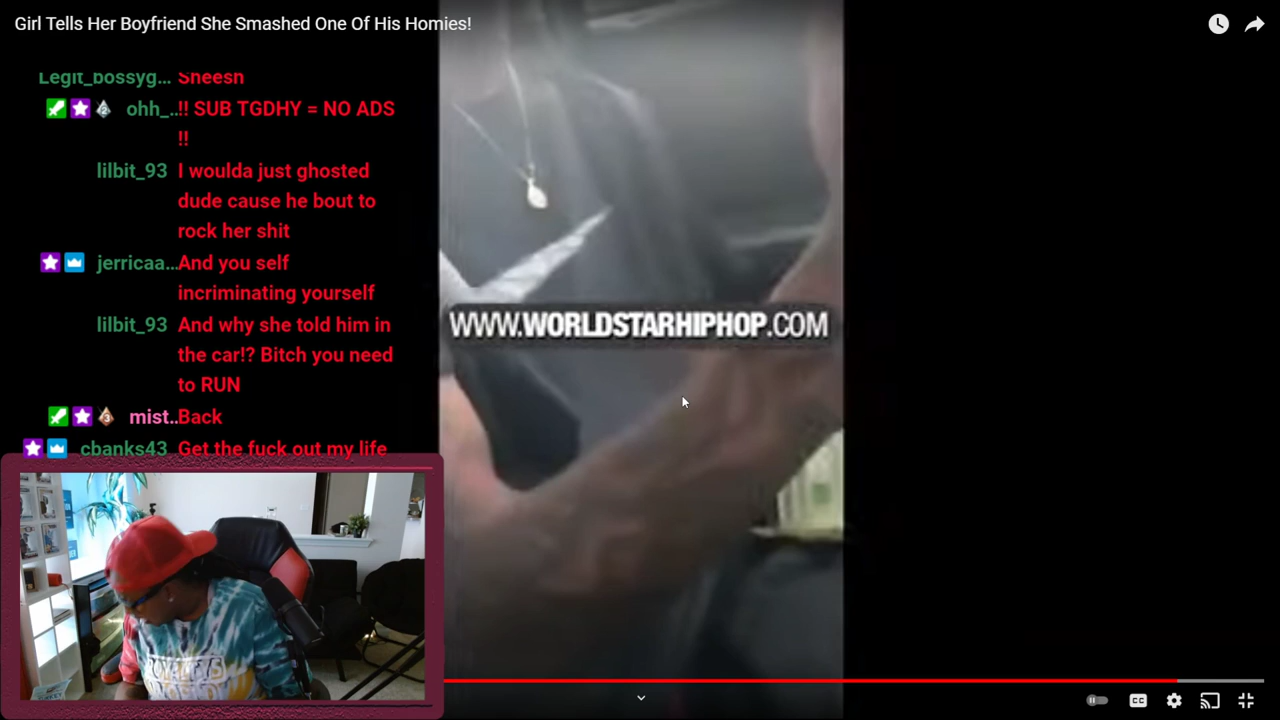 Girl Tells Her Boyfriend She Smashed One Of His Homies!
Legit_bossyg... Sheesh
ohh_... !! SUB TGDHY = NO ADS
!!
lilbit_93 I woulda just ghosted
dude cause he bout to
rock her shit
jerricaa... And you self
incriminating yourself
lilbit_93 And why she told him in
the car!? Bitch you need
to RUN
mist.. Back
cbanks43 Get the fuck out my life
WWW.WORLDSTARHIPHOP.COM
CC